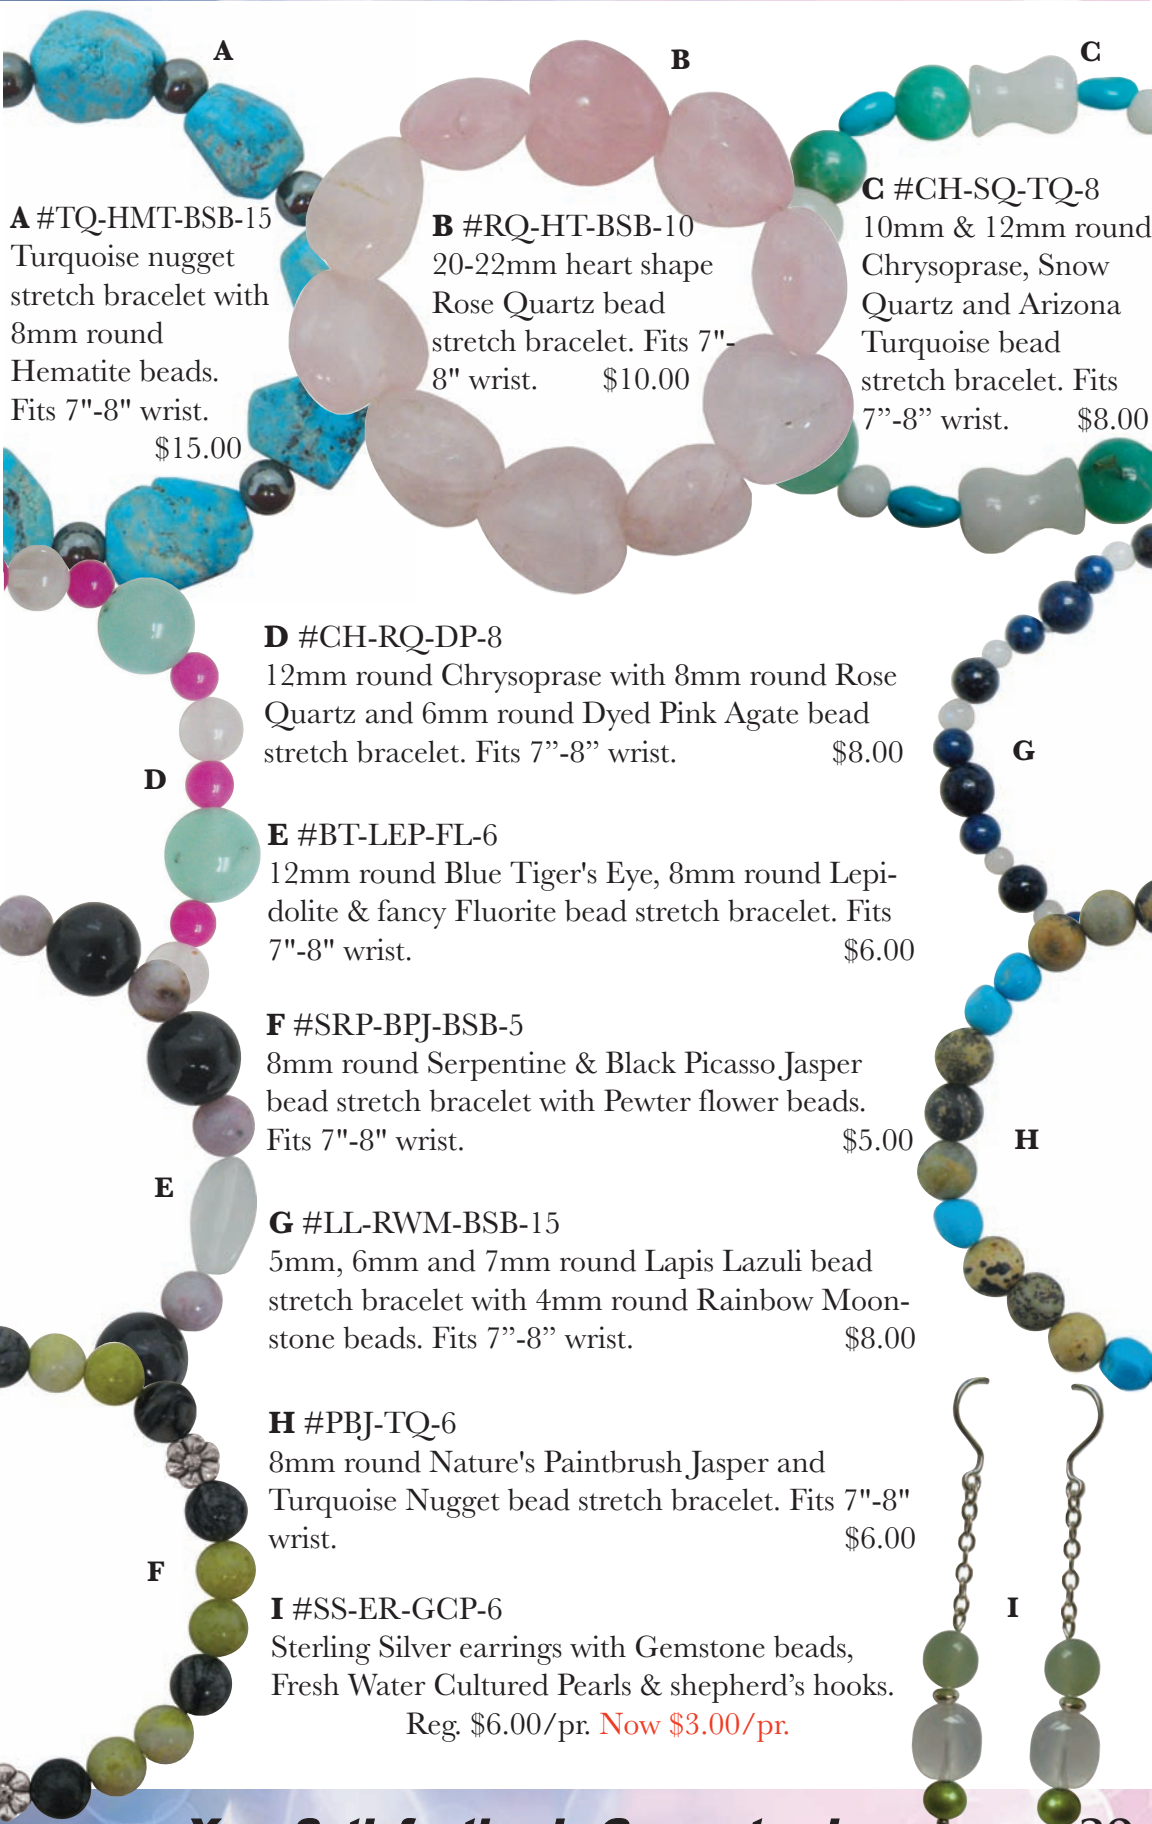 A
B
C
A #TQ-HMT-BSB-15
Turquoise nugget
stretch bracelet with
8mm round
Hematite beads.
Fits 7"-8" wrist.
$15.00
B #RQ-HT-BSB-10
20-22mm heart shape
Rose Quartz bead
stretch bracelet. Fits 7"-
8" wrist. $10.00
C #CH-SQ-TQ-8
10mm & 12mm round
Chrysoprase, Snow
Quartz and Arizona
Turquoise bead
stretch bracelet. Fits
7”-8” wrist. $8.00
D #CH-RQ-DP-8
12mm round Chrysoprase with 8mm round Rose
Quartz and 6mm round Dyed Pink Agate bead
stretch bracelet. Fits 7”-8” wrist. $8.00
D
G
E #BT-LEP-FL-6
12mm round Blue Tiger's Eye, 8mm round Lepi-
dolite & fancy Fluorite bead stretch bracelet. Fits
7"-8" wrist. $6.00
F #SRP-BPJ-BSB-5
8mm round Serpentine & Black Picasso Jasper
bead stretch bracelet with Pewter flower beads.
Fits 7"-8" wrist. $5.00
H
E
G #LL-RWM-BSB-15
5mm, 6mm and 7mm round Lapis Lazuli bead
stretch bracelet with 4mm round Rainbow Moon-
stone beads. Fits 7”-8” wrist. $8.00
H #PBJ-TQ-6
8mm round Nature's Paintbrush Jasper and
Turquoise Nugget bead stretch bracelet. Fits 7"-8"
wrist. $6.00
F
I #SS-ER-GCP-6
Sterling Silver earrings with Gemstone beads,
Fresh Water Cultured Pearls & shepherd’s hooks.
Reg. $6.00/pr. Now $3.00/pr.
I